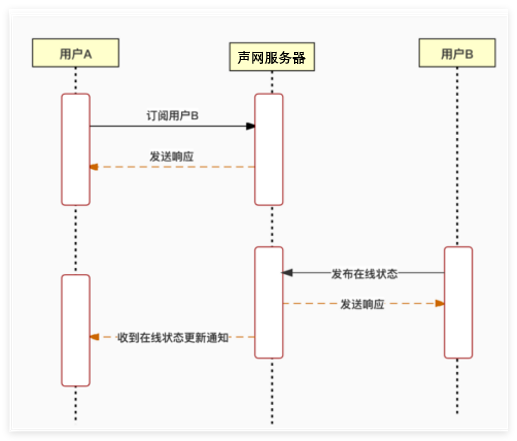 用户A
声网服务器
用户B
订阅用户B
发送响应
发布在线状态
发送响应
收到在线状态更新通知